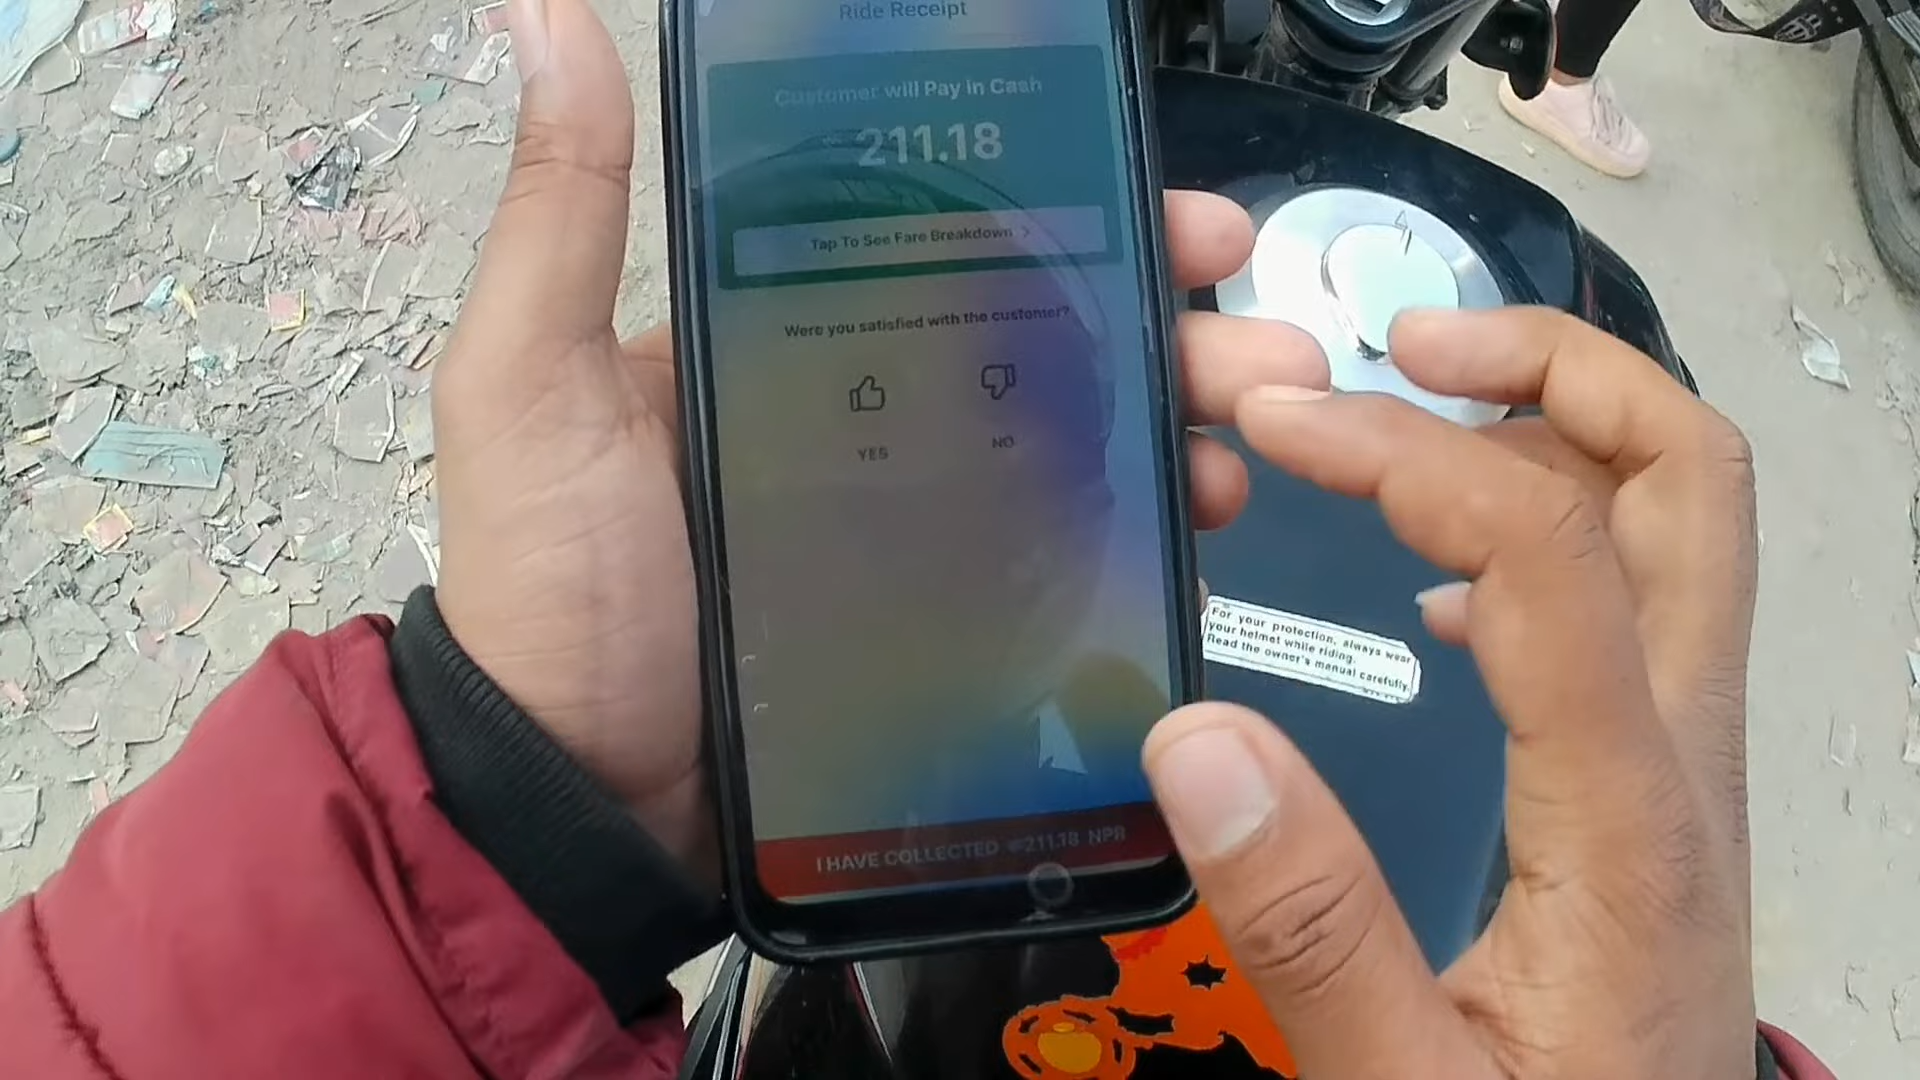 Ride Receipt
Customer will Pay in Cash
211.18
Tap To See Fare Breakdown >
Were you satisfied with the customer?
YES
NO
I HAVE COLLECTED 211.18 NPR
For your protection, always wear
your helmet while riding.
Read the owner's manual carefully.